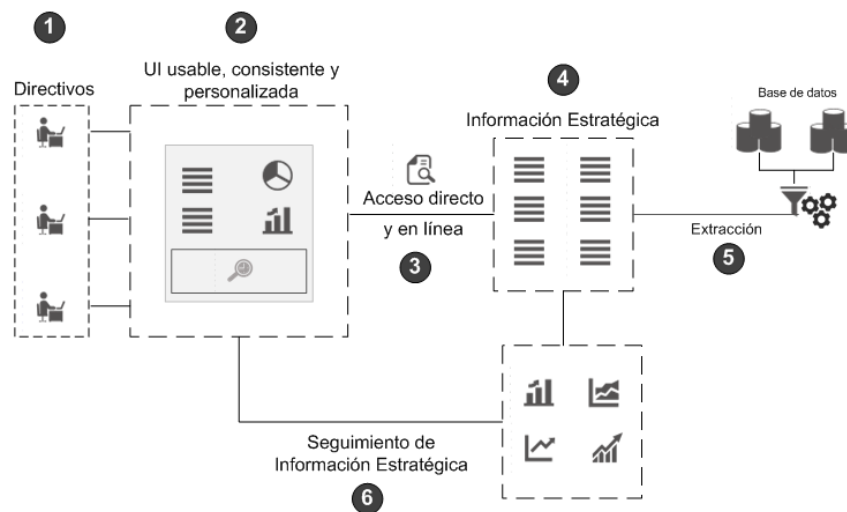 1
2
Directivos
UI usable, consistente y
personalizada
3
Acceso directo
y en línea
4
Información Estratégica
Base de datos
Extracción
5
Seguimiento de
Información Estratégica
6